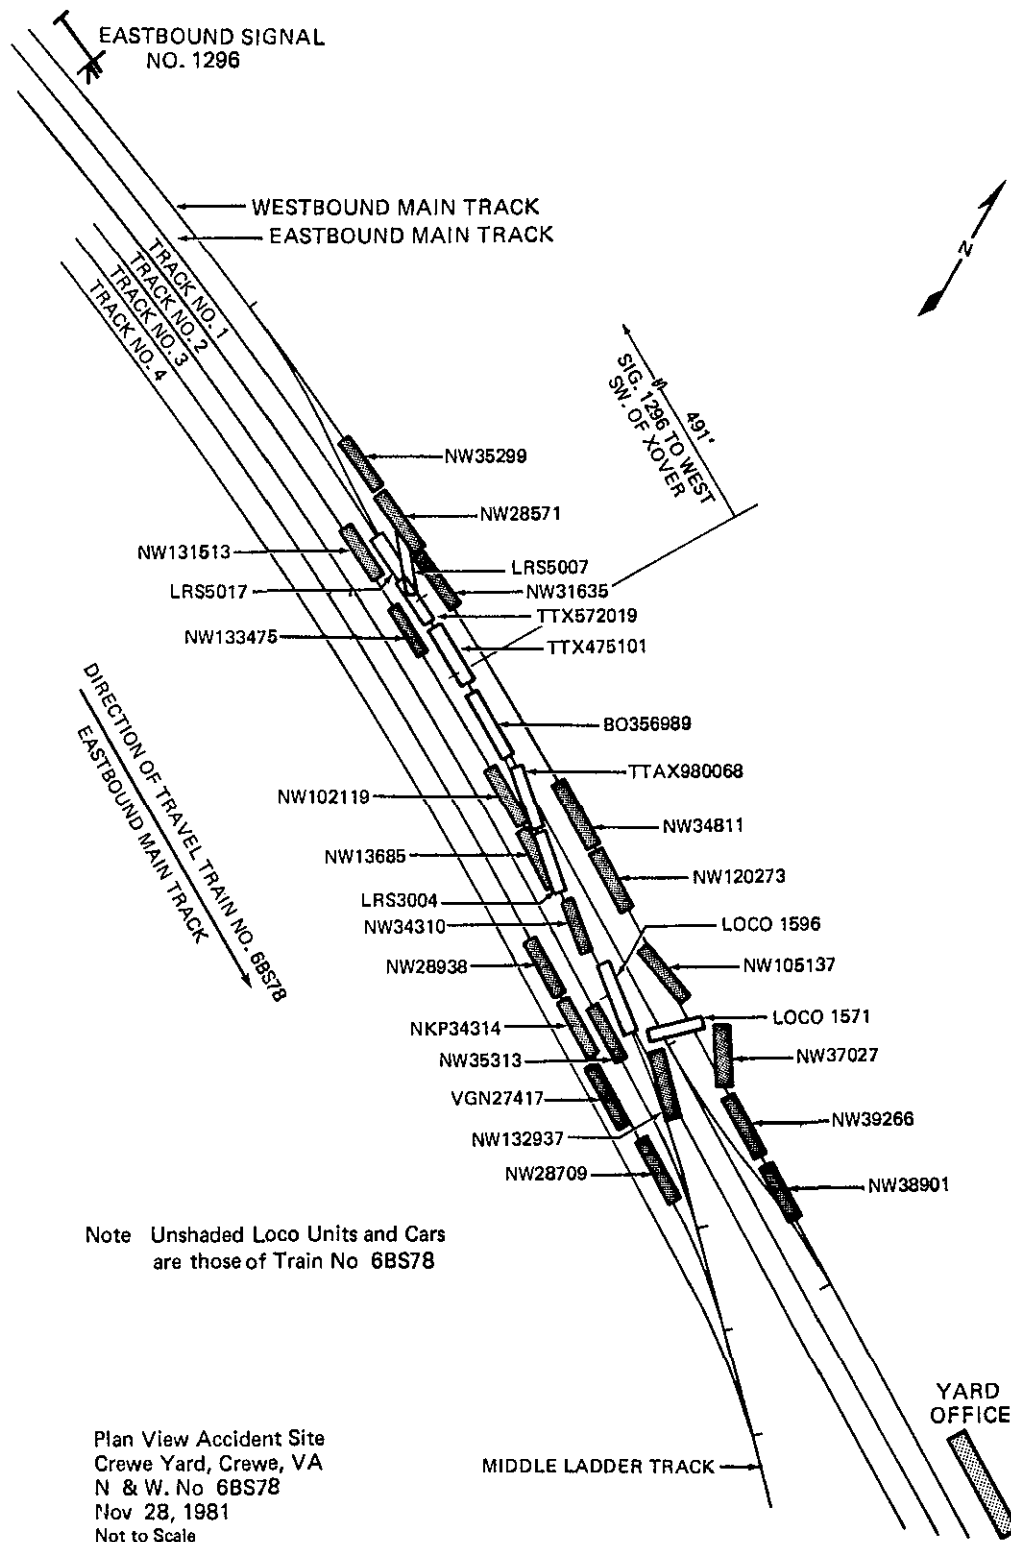 EASTBOUND SIGNAL
NO. 1296
WESTBOUND MAIN TRACK
EASTBOUND MAIN TRACK
TRACK NO. 1
TRACK NO. 2
TRACK NO. 3
TRACK NO. 4
N
491'
SIG. 1296 TO WEST
SW. OF XOVER
NW35299
NW28571
NW131513
LRS5007
LRS5017
NW31635
TTX572019
NW133475
TTX475101
DIRECTION OF TRAVEL TRAIN NO. 6BS78
EASTBOUND MAIN TRACK
BO356989
TTAX980068
NW102119
NW34811
NW13685
NW120273
LRS3004
NW34310
LOCO 1596
NW28938
NW105137
LOCO 1571
NKP34314
NW35313
NW37027
VGN27417
NW39266
NW132937
NW28709
NW38901
Note Unshaded Loco Units and Cars
are those of Train No 6BS78
YARD
OFFICE
Plan View Accident Site
Crewe Yard, Crewe, VA
N & W. No 6BS78
Nov 28, 1981
Not to Scale
MIDDLE LADDER TRACK